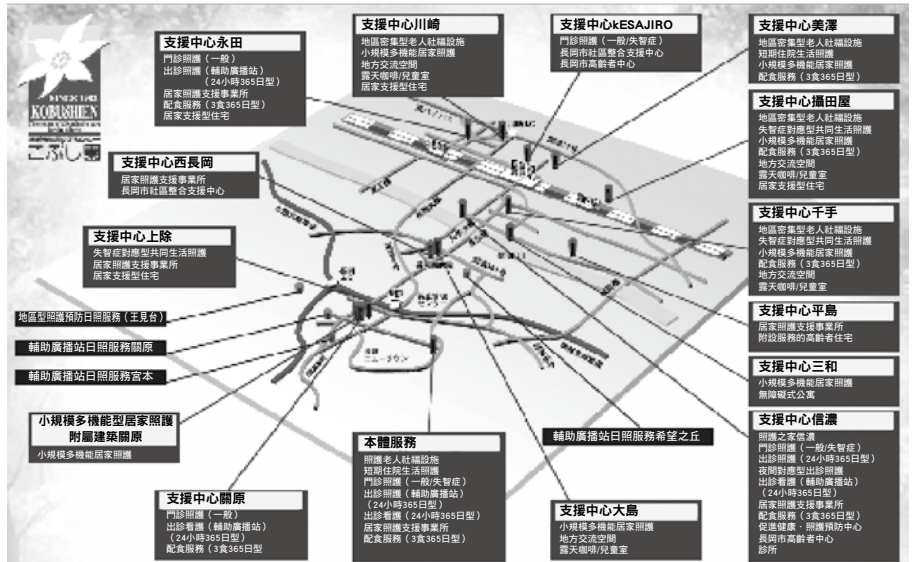 SINCE 1982
KOBUSHIEN
こぶし園
支援中心永田
門診照護（一般）
出診照護（輔助廣播站）
（24小時365日型）
居家照護支援事業所
配食服務（3食365日型）
居家支援型住宅
支援中心川崎
地區密集型老人社福設施
小規模多機能居家照護
地方交流空間
露天咖啡/兒童室
居家支援型住宅
支援中心kESAJIRO
門診照護（一般/失智症）
長岡市社區整合支援中心
長岡市高齡者中心
支援中心美澤
地區密集型老人社福設施
短期住院生活照護
小規模多機能居家照護
配食服務（3食365日型）
支援中心攝田屋
地區密集型老人社福設施
失智症對應型共同生活照護
小規模多機能居家照護
配食服務（3食365日型）
地方交流空間
露天咖啡/兒童室
居家支援型住宅
支援中心西長岡
居家照護支援事業所
長岡市社區整合支援中心
支援中心千手
地區密集型老人社福設施
失智症對應型共同生活照護
小規模多機能居家照護
配食服務（3食365日型）
地方交流空間
露天咖啡/兒童室
支援中心上除
失智症對應型共同生活照護
居家照護支援事業所
居家支援型住宅
支援中心平島
居家照護支援事業所
附設服務的高齡者住宅
地區型照護預防日照服務（王見台）
輔助廣播站日照服務關原
輔助廣播站日照服務宮本
支援中心三和
小規模多機能居家照護
無障礙式公寓
小規模多機能型居家照護
附屬建築關原
小規模多機能居家照護
支援中心信濃
照護之家信濃
門診照護（一般/失智症）
出診照護（24小時365日型）
夜間對應型出診照護
出診看護（輔助廣播站）
（24小時365日型）
居家照護支援事業所
配食服務（3食365日型）
促進健康．照護預防中心
長岡市高齡者中心
診所
輔助廣播站日照服務希望之丘
本體服務
照護老人社福設施
短期住院生活照護
門診照護（一般/失智症）
出診照護（輔助廣播站）
（24小時365日型）
出診看護（24小時365日型）
居家照護支援事業所
配食服務（3食365日型）
支援中心關原
門診照護（一般）
出診看護（輔助廣播站）
（24小時365日型）
配食服務（3食365日型
支援中心大島
小規模多機能居家照護
地方交流空間
露天咖啡/兒童室
ニュータウン